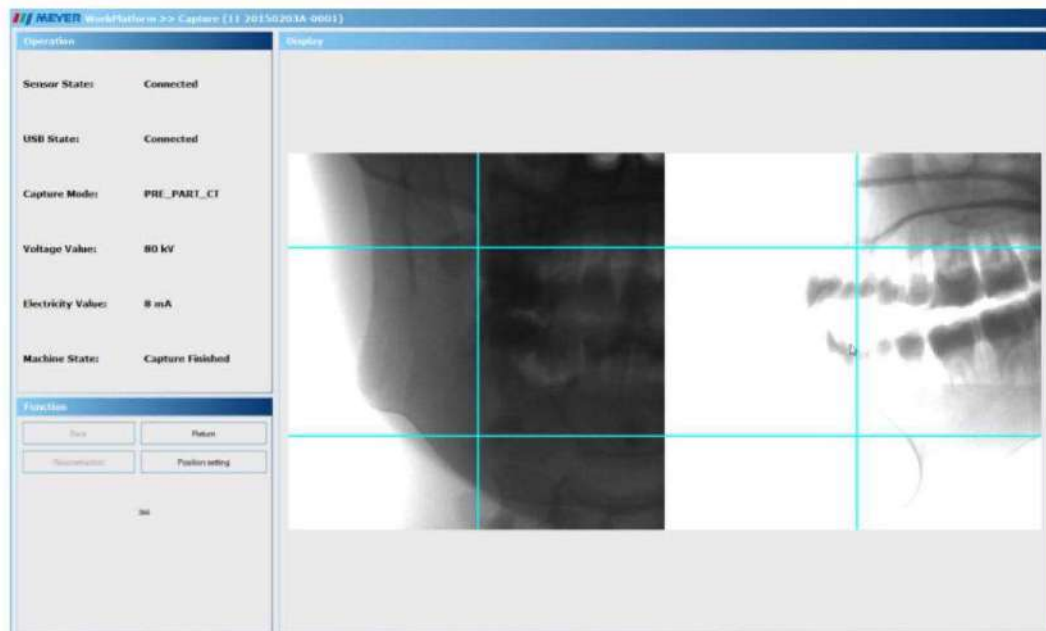 MEYER WorkPlatform >> Capture (11 20150203A-0001)
Operation
Display
Sensor State: Connected
USB State: Connected
Capture Mode: PRE_PART_CT
Voltage Value: 80 kV
Electricity Value: 8 mA
Machine State: Capture Finished
Function
Return
Position setting